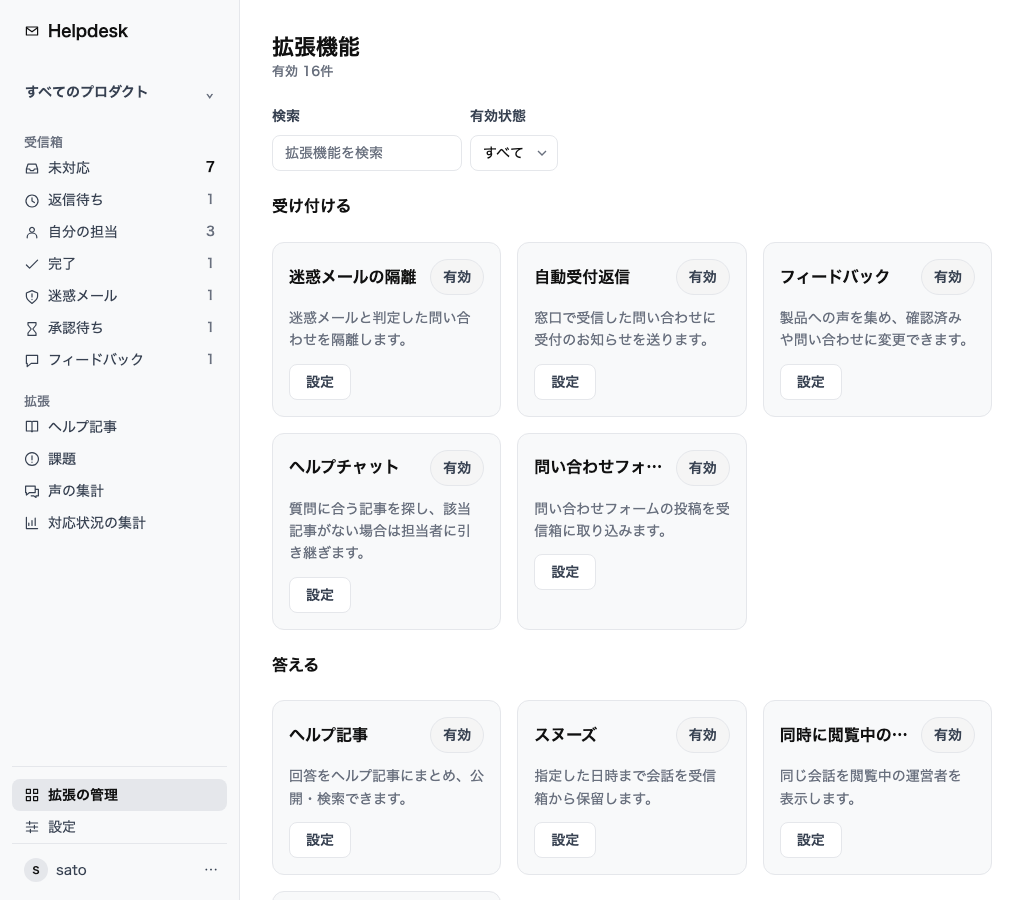 Helpdesk
すべてのプロダクト
受信箱
未対応 7
返信待ち 1
自分の担当 3
完了 1
迷惑メール 1
承認待ち 1
フィードバック 1
拡張
ヘルプ記事
課題
声の集計
対応状況の集計
拡張の管理
設定
S sato …
拡張機能
有効 16件
検索 有効状態
拡張機能を検索 すべて
受け付ける
迷惑メールの隔離 有効
迷惑メールと判定した問い合
わせを隔離します。
設定
自動受付返信 有効
窓口で受信した問い合わせに
受付のお知らせを送ります。
設定
フィードバック 有効
製品への声を集め、確認済み
や問い合わせに変更できます。
設定
ヘルプチャット 有効
質問に合う記事を探し、該当
記事がない場合は担当者に引
き継ぎます。
設定
問い合わせフォ… 有効
問い合わせフォームの投稿を受
信箱に取り込みます。
設定
答える
ヘルプ記事 有効
回答をヘルプ記事にまとめ、公
開・検索できます。
設定
スヌーズ 有効
指定した日時まで会話を受信
箱から保留します。
設定
同時に閲覧中の… 有効
同じ会話を閲覧中の運営者を
表示します。
設定